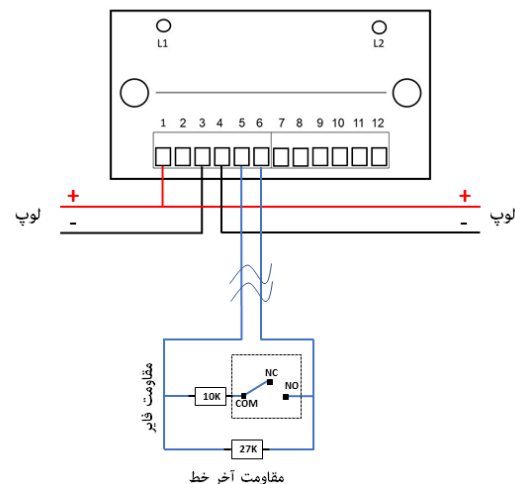 L1 L2
1 2 3 4 5 6 7 8 9 10 11 12
+ +
لوپ لوپ
- -
NC
NO
COM
10K
مقاومت فایر
27K
مقاومت آخر خط